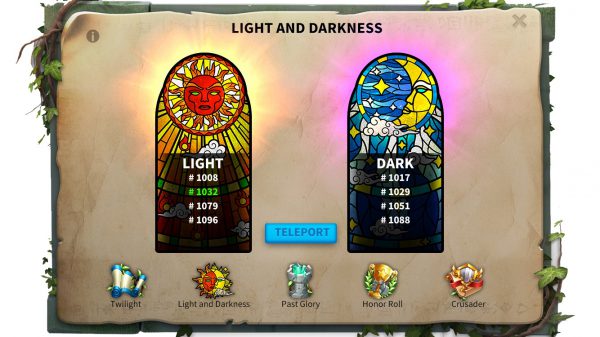 LIGHT AND DARKNESS
LIGHT
# 1008
# 1032
# 1079
# 1096
DARK
# 1017
# 1029
# 1051
# 1088
TELEPORT
Twilight
Light and Darkness
Past Glory
Honor Roll
Crusader